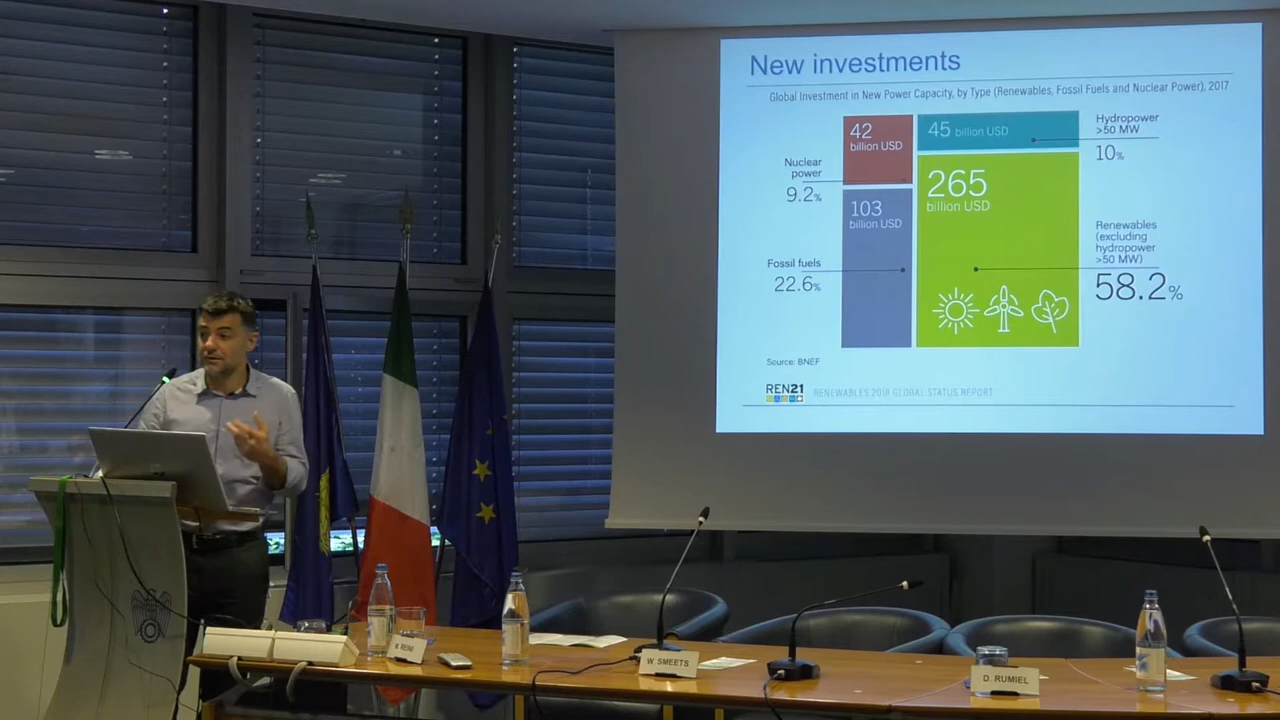 New investments
Global Investment in New Power Capacity, by Type (Renewables, Fossil Fuels and Nuclear Power), 2017
42
billion USD
45 billion USD
Hydropower
>50 MW
10%
Nuclear
power
9.2%
265
billion USD
103
billion USD
Renewables
(excluding
hydropower
>50 MW)
58.2%
Fossil fuels
22.6%
Source: BNEF
REN21
RENEWABLES 2018 GLOBAL STATUS REPORT
M. REINI
W. SMEETS
D. RUMIEL